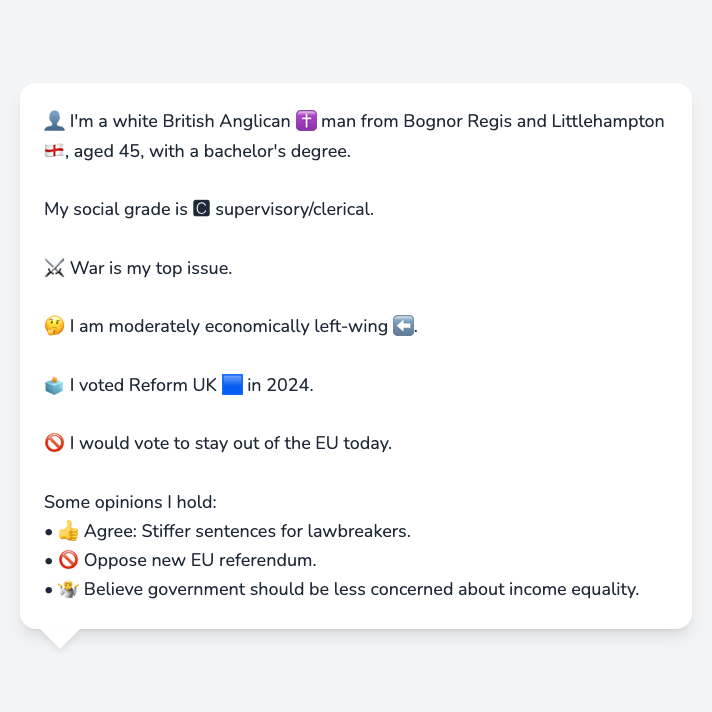 👤 I'm a white British Anglican ✝️ man from Bognor Regis and Littlehampton
🏴󠁧󠁢󠁥󠁮󠁧󠁿, aged 45, with a bachelor's degree.
My social grade is 🅲 supervisory/clerical.
⚔️ War is my top issue.
🤔 I am moderately economically left-wing ⬅️.
🗳️ I voted Reform UK 🟦 in 2024.
🚫 I would vote to stay out of the EU today.
Some opinions I hold:
• 👍 Agree: Stiffer sentences for lawbreakers.
• 🚫 Oppose new EU referendum.
• 🤷 Believe government should be less concerned about income equality.